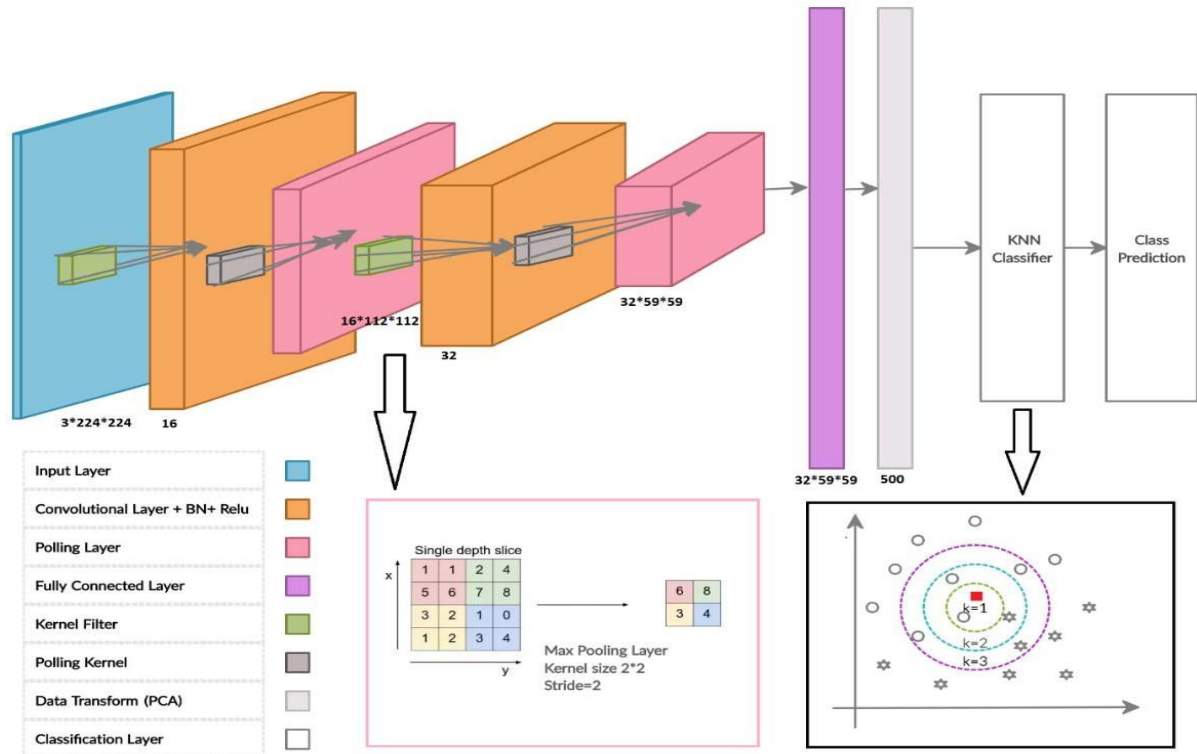 KNN
Classifier
Class
Prediction
3*224*224
16
16*112*112
32
32*59*59
32*59*59
500
Input Layer
Convolutional Layer + BN+ Relu
Polling Layer
Fully Connected Layer
Kernel Filter
Polling Kernel
Data Transform (PCA)
Classification Layer
Single depth slice
x
1 1 2 4
5 6 7 8
3 2 1 0
1 2 3 4
y
6 8
3 4
Max Pooling Layer
Kernel size 2*2
Stride=2
k=1
k=2
k=3